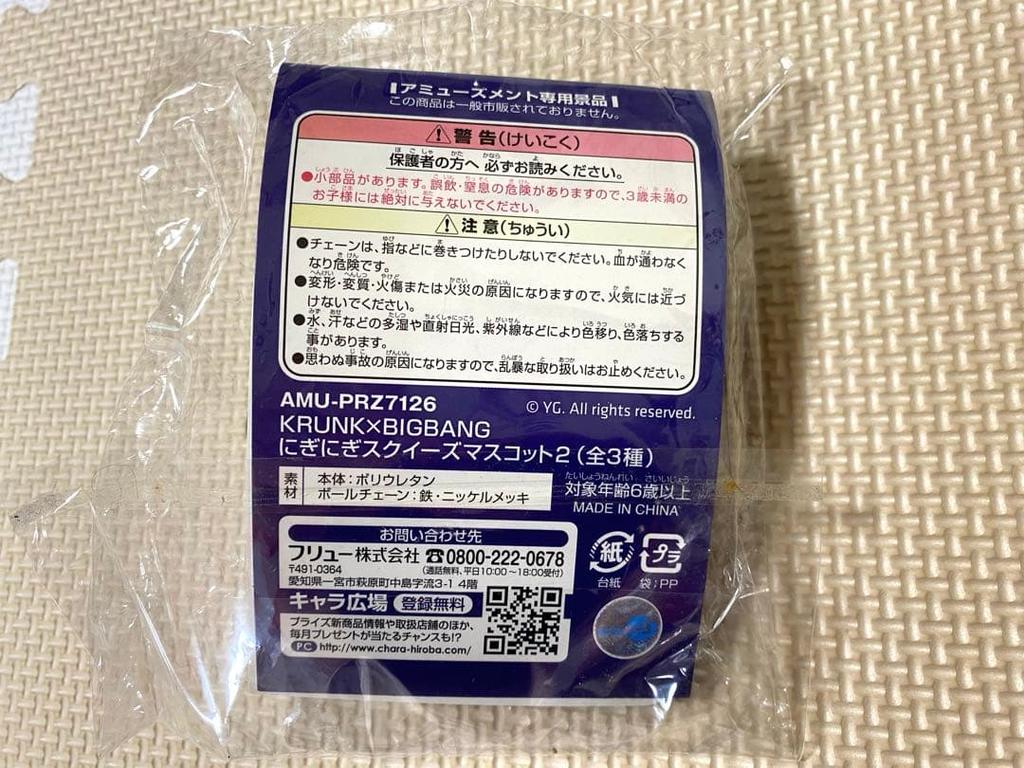 アミューズメント専用景品
この商品は一般市販されておりません。
警告(けいこく)
保護者の方へ 必ずお読みください。
●小部品があります。誤飲・窒息の危険がありますので、3歳未満の
お子様には絶対に与えないでください。
注意(ちゅうい)
●チェーンは、指などに巻きつけたりしないでください。血が通わなく
なり危険です。
●変形・変質・火傷または火災の原因になりますので、火気には近づ
けないでください。
●水、汗などの多湿や直射日光、紫外線などにより色移り、色落ちする
事があります。
●思わぬ事故の原因になりますので、乱暴な取り扱いはお止めください。
AMU-PRZ7126
© YG. All rights reserved.
KRUNK×BIGBANG
にぎにぎスクイーズマスコット2(全3種)
素材
本体:ポリウレタン
ボールチェーン:鉄・ニッケルメッキ
対象年齢6歳以上
MADE IN CHINA
お問い合わせ先
フリュー株式会社 ☎0800-222-0678
〒491-0364 (通話無料、平日10:00~18:00受付)
愛知県一宮市萩原町中島字流3-1 4階
キャラ広場 登録無料
プライズ新商品情報や取扱店舗のほか、
毎月プレゼントが当たるチャンスも!?
PC http://www.chara-hiroba.com/
紙 プラ
台紙 袋:PP